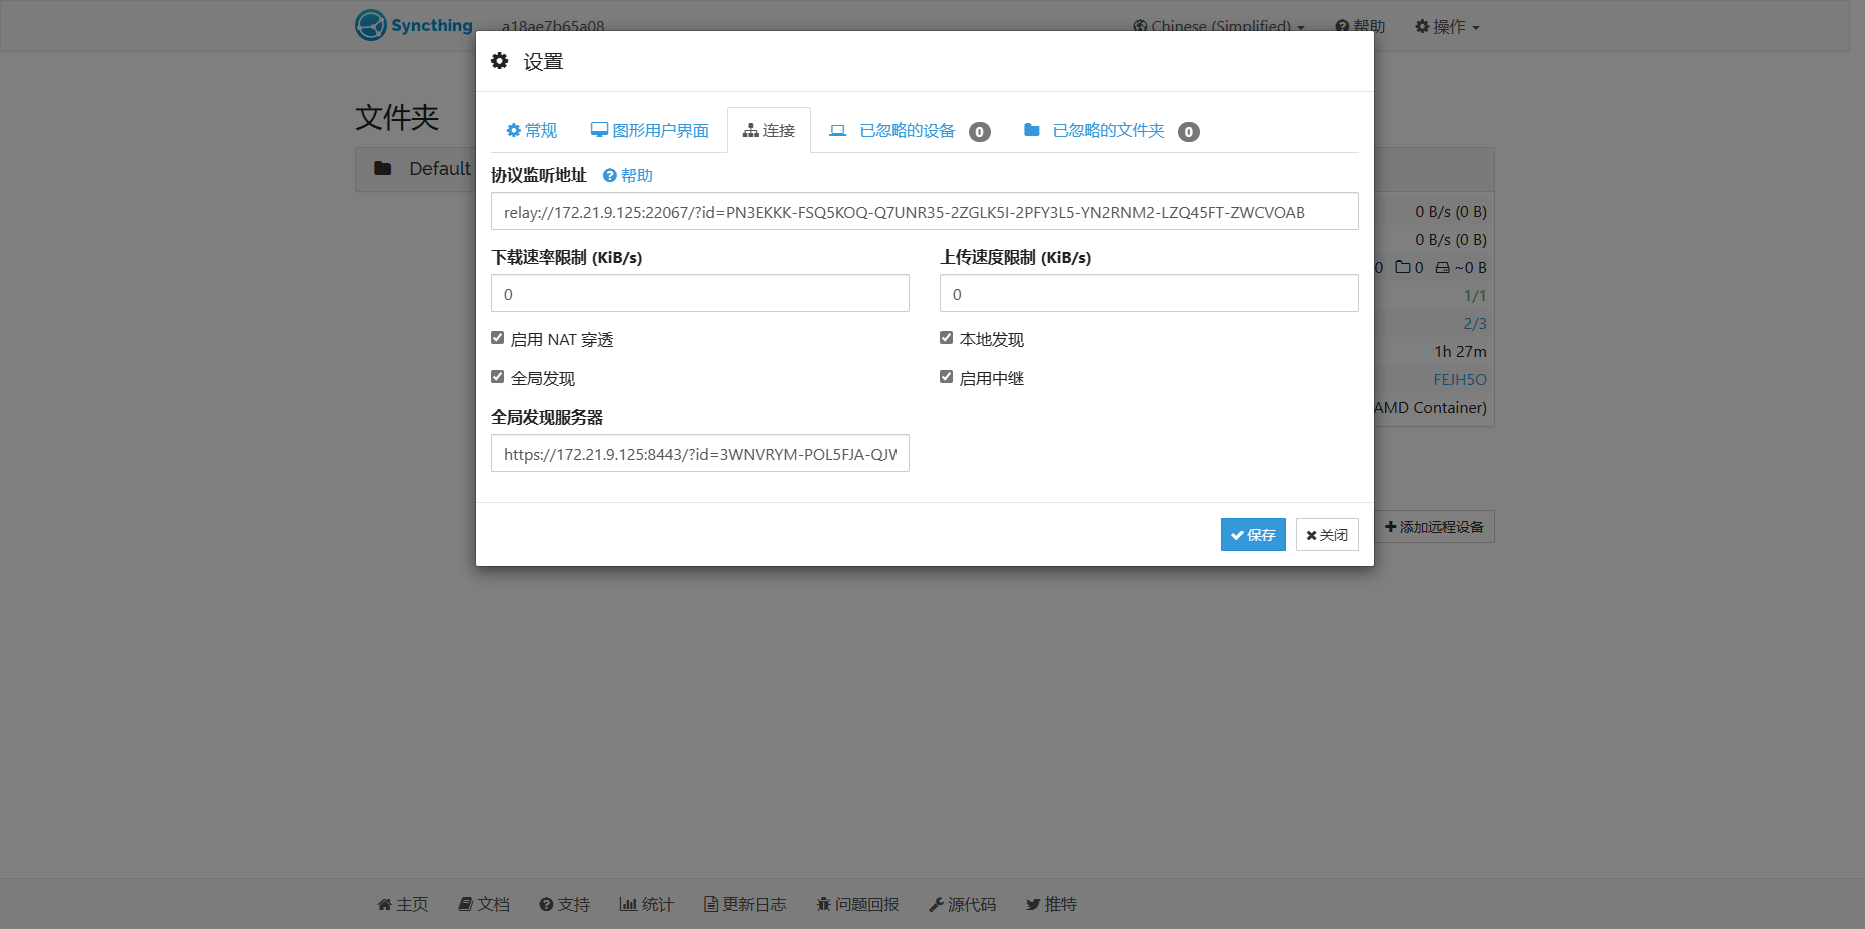 Syncthing
a18ae7b65a08
Chinese (Simplified)
帮助
操作
设置
常规
图形用户界面
连接
已忽略的设备 0
已忽略的文件夹 0
文件夹
Default
协议监听地址 帮助
relay://172.21.9.125:22067/?id=PN3EKKK-FSQ5KOQ-Q7UNR35-2ZGLK5I-2PFY3L5-YN2RNM2-LZQ45FT-ZWCVOAB
下载速率限制 (KiB/s)
0
上传速度限制 (KiB/s)
0
启用 NAT 穿透
本地发现
全局发现
启用中继
全局发现服务器
https://172.21.9.125:8443/?id=3WNVRYM-POL5FJA-QJW
保存
关闭
0 B/s (0 B)
0 B/s (0 B)
0 0 ~0 B
1/1
2/3
1h 27m
FEJH5O
AMD Container)
添加远程设备
主页
文档
支持
统计
更新日志
问题回报
源代码
推特